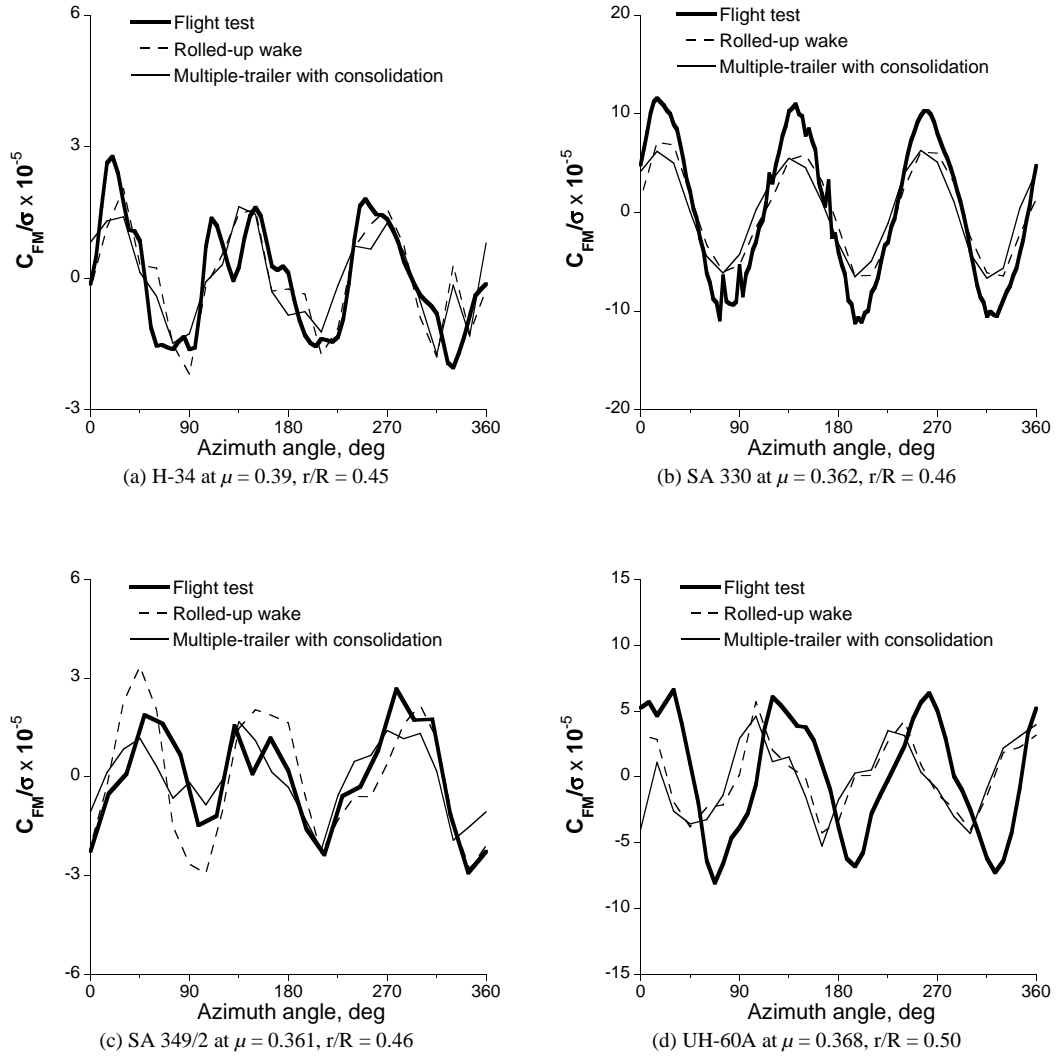 6
3
0
-3
0
90
180
270
360
C_FM/σ x 10^-5
Azimuth angle, deg
Flight test
Rolled-up wake
Multiple-trailer with consolidation
(a) H-34 at μ = 0.39, r/R = 0.45
20
10
0
-10
-20
0
90
180
270
360
C_FM/σ x 10^-5
Azimuth angle, deg
Flight test
Rolled-up wake
Multiple-trailer with consolidation
(b) SA 330 at μ = 0.362, r/R = 0.46
6
3
0
-3
-6
0
90
180
270
360
C_FM/σ x 10^-5
Azimuth angle, deg
Flight test
Rolled-up wake
Multiple-trailer with consolidation
(c) SA 349/2 at μ = 0.361, r/R = 0.46
15
10
5
0
-5
-10
-15
0
90
180
270
360
C_FM/σ x 10^-5
Azimuth angle, deg
Flight test
Rolled-up wake
Multiple-trailer with consolidation
(d) UH-60A at μ = 0.368, r/R = 0.50